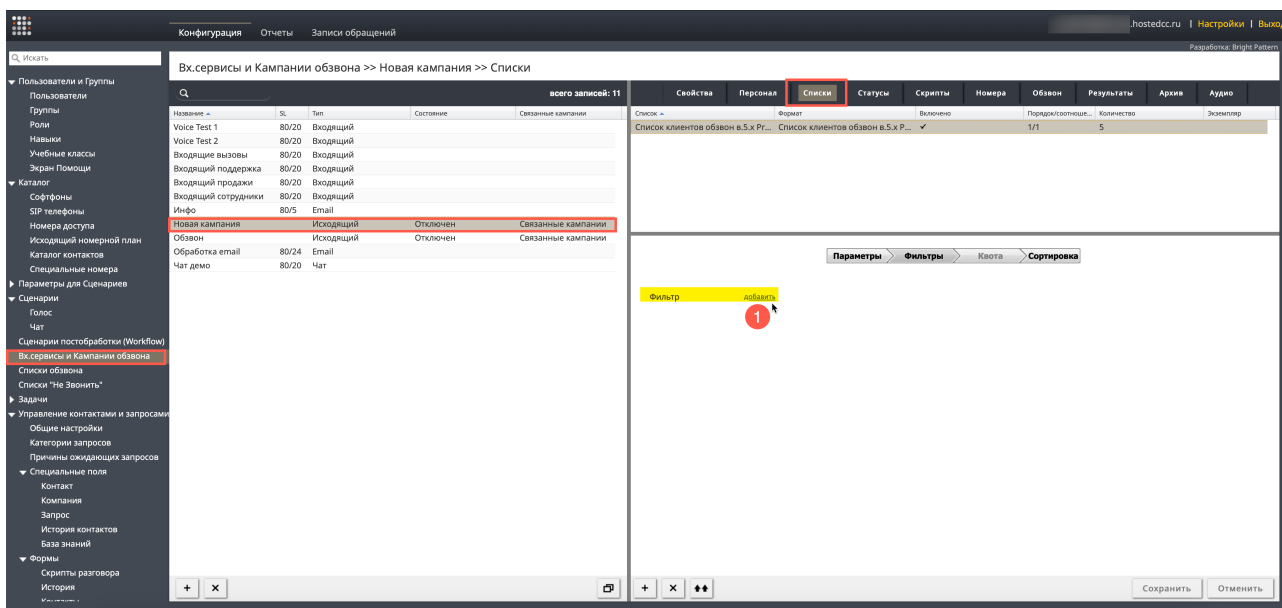 .hostedcc.ru | Настройки | Выхо
Конфигурация Отчеты Записи обращений
Разработка: Bright Pattern
Искать
Вх.сервисы и Кампании обзвона >> Новая кампания >> Списки
Пользователи и Группы
Пользователи
Группы
Роли
Навыки
Учебные классы
Экран Помощи
Каталог
Софтфоны
SIP телефоны
Номера доступа
Исходящий номерной план
Каталог контактов
Специальные номера
Параметры для Сценариев
Сценарии
Голос
Чат
Сценарии постобработки (Workflow)
Вх.сервисы и Кампании обзвона
Списки обзвона
Списки "Не Звонить"
Задачи
Управление контактами и запросами
Общие настройки
Категории запросов
Причины ожидающих запросов
Специальные поля
Контакт
Компания
Запрос
История контактов
База знаний
Формы
Скрипты разговора
История
Контакты
всего записей: 11
Название SL Тип Состояние Связанные кампании
Voice Test 1 80/20 Входящий
Voice Test 2 80/20 Входящий
Входящие вызовы 80/20 Входящий
Входящий поддержка 80/20 Входящий
Входящий продажи 80/20 Входящий
Входящий сотрудники 80/20 Входящий
Инфо 80/5 Email
Новая кампания Исходящий Отключен Связанные кампании
Обзвон Исходящий Отключен Связанные кампании
Обработка email 80/24 Email
Чат демо 80/20 Чат
Свойства Персонал Списки Статусы Скрипты Номера Обзвон Результаты Архив Аудио
Список Формат Включено Порядок/соотноше... Количество Экземпляр
Список клиентов обзвон в.5.x Pr... Список клиентов обзвон в.5.x P... ✔ 1/1 5
Параметры Фильтры Квота Сортировка
Фильтр добавить
1
Сохранить Отменить